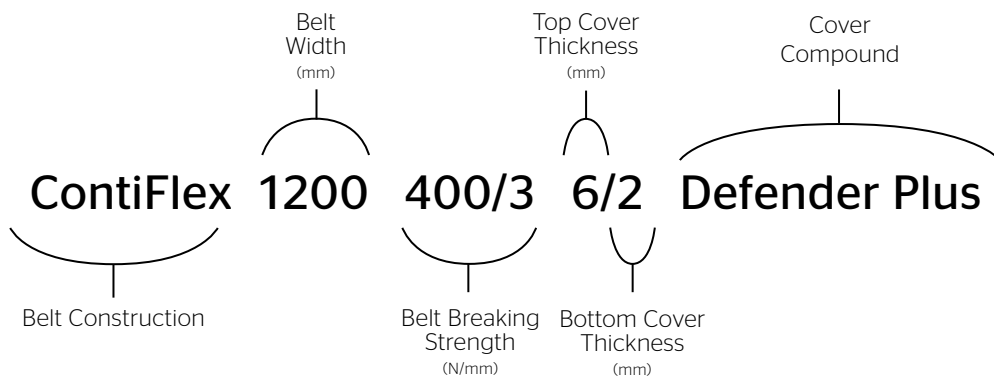 Belt
Width
(mm)
Top Cover
Thickness
(mm)
Cover
Compound
ContiFlex 1200 400/3 6/2 Defender Plus
Belt Construction
Belt Breaking
Strength
(N/mm)
Bottom Cover
Thickness
(mm)